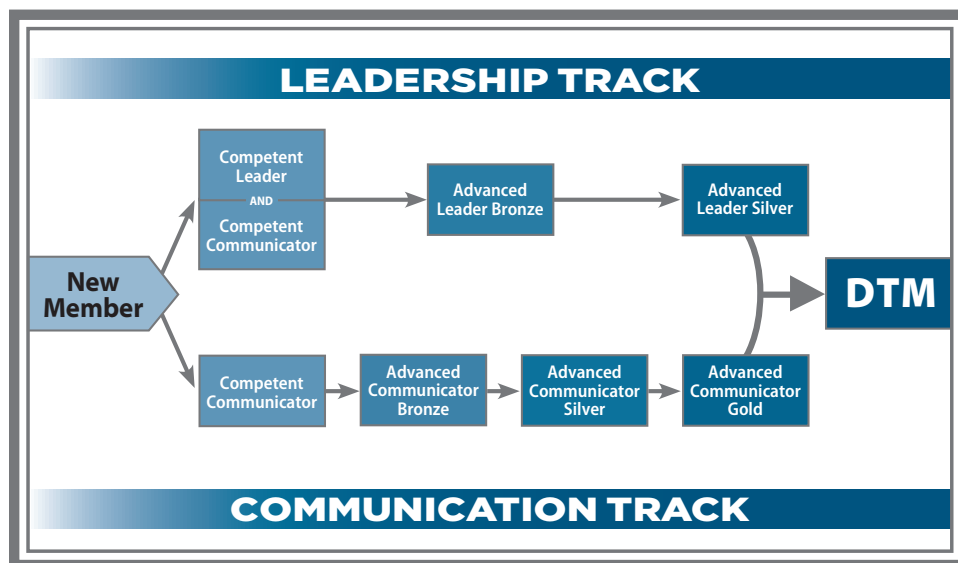 LEADERSHIP TRACK
Competent
Leader
AND
Competent
Communicator
Advanced
Leader Bronze
Advanced
Leader Silver
New
Member
DTM
Competent
Communicator
Advanced
Communicator
Bronze
Advanced
Communicator
Silver
Advanced
Communicator
Gold
COMMUNICATION TRACK